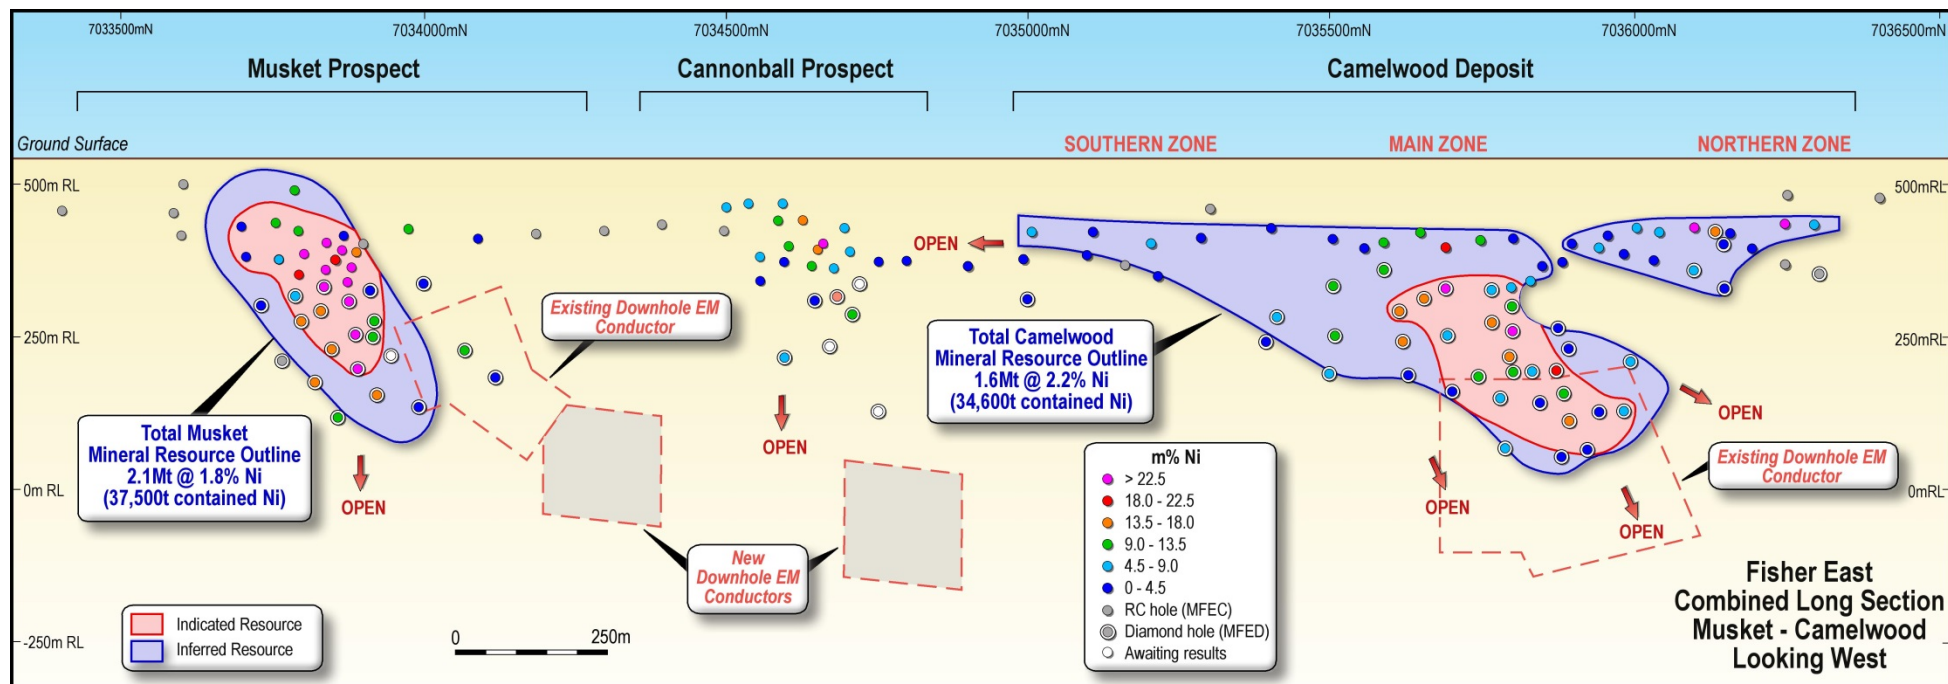 7033500mN
7034000mN
7034500mN
7035000mN
7035500mN
7036000mN
7036500mN
Musket Prospect
Cannonball Prospect
Camelwood Deposit
Ground Surface
SOUTHERN ZONE
MAIN ZONE
NORTHERN ZONE
500m RL
500mRL
OPEN
Existing Downhole EM
Conductor
250m RL
250mRL
Total Camelwood
Mineral Resource Outline
1.6Mt @ 2.2% Ni
(34,600t contained Ni)
OPEN
Total Musket
Mineral Resource Outline
2.1Mt @ 1.8% Ni
(37,500t contained Ni)
OPEN
Existing Downhole EM
Conductor
0m RL
0mRL
OPEN
OPEN
OPEN
m% Ni
> 22.5
18.0 - 22.5
13.5 - 18.0
9.0 - 13.5
4.5 - 9.0
0 - 4.5
RC hole (MFEC)
Diamond hole (MFED)
Awaiting results
New
Downhole EM
Conductors
Indicated Resource
Inferred Resource
0
250m
-250m RL
Fisher East
Combined Long Section
Musket - Camelwood
Looking West